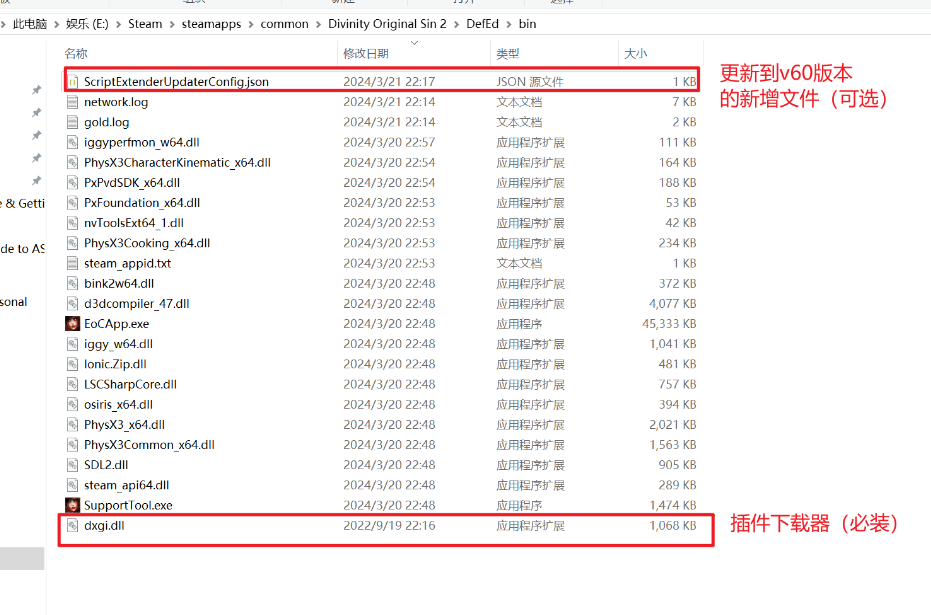 此电脑 > 娱乐 (E:) > Steam > steamapps > common > Divinity Original Sin 2 > DefEd > bin
名称 修改日期 类型 大小
ScriptExtenderUpdaterConfig.json 2024/3/21 22:17 JSON 源文件 1 KB
更新到v60版本
的新增文件（可选）
network.log 2024/3/21 22:14 文本文档 7 KB
gold.log 2024/3/21 22:14 文本文档 2 KB
iggyperfmon_w64.dll 2024/3/20 22:57 应用程序扩展 111 KB
PhysX3CharacterKinematic_x64.dll 2024/3/20 22:54 应用程序扩展 164 KB
PxPvdSDK_x64.dll 2024/3/20 22:54 应用程序扩展 188 KB
PxFoundation_x64.dll 2024/3/20 22:53 应用程序扩展 53 KB
e & Getti
nvToolsExt64_1.dll 2024/3/20 22:53 应用程序扩展 42 KB
PhysX3Cooking_x64.dll 2024/3/20 22:53 应用程序扩展 234 KB
de to AS
steam_appid.txt 2024/3/20 22:53 文本文档 1 KB
bink2w64.dll 2024/3/20 22:48 应用程序扩展 372 KB
d3dcompiler_47.dll 2024/3/20 22:48 应用程序扩展 4,077 KB
sonal
EoCApp.exe 2024/3/20 22:48 应用程序 45,333 KB
iggy_w64.dll 2024/3/20 22:48 应用程序扩展 1,041 KB
Ionic.Zip.dll 2024/3/20 22:48 应用程序扩展 481 KB
LSCSharpCore.dll 2024/3/20 22:48 应用程序扩展 757 KB
osiris_x64.dll 2024/3/20 22:48 应用程序扩展 394 KB
PhysX3_x64.dll 2024/3/20 22:48 应用程序扩展 2,021 KB
PhysX3Common_x64.dll 2024/3/20 22:48 应用程序扩展 1,563 KB
SDL2.dll 2024/3/20 22:48 应用程序扩展 905 KB
steam_api64.dll 2024/3/20 22:48 应用程序扩展 289 KB
SupportTool.exe 2024/3/20 22:48 应用程序 1,474 KB
dxgi.dll 2022/9/19 22:16 应用程序扩展 1,068 KB
插件下载器（必装）